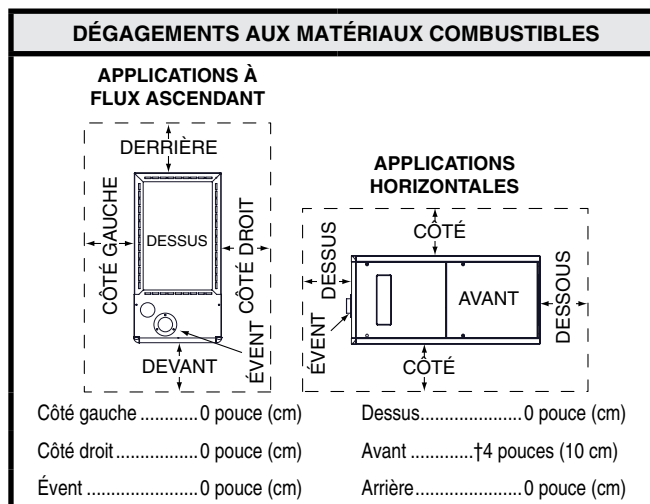 DÉGAGEMENTS AUX MATÉRIAUX COMBUSTIBLES
APPLICATIONS À
FLUX ASCENDANT
DERRIÈRE
CÔTÉ GAUCHE
DESSUS
CÔTÉ DROIT
ÉVENT
DEVANT
APPLICATIONS
HORIZONTALES
CÔTÉ
DESSUS
AVANT
DESSOUS
ÉVENT
CÔTÉ
Côté gauche ............0 pouce (cm)
Côté droit.................0 pouce (cm)
Évent .......................0 pouce (cm)
Dessus.....................0 pouce (cm)
Avant .............†4 pouces (10 cm)
Arrière......................0 pouce (cm)